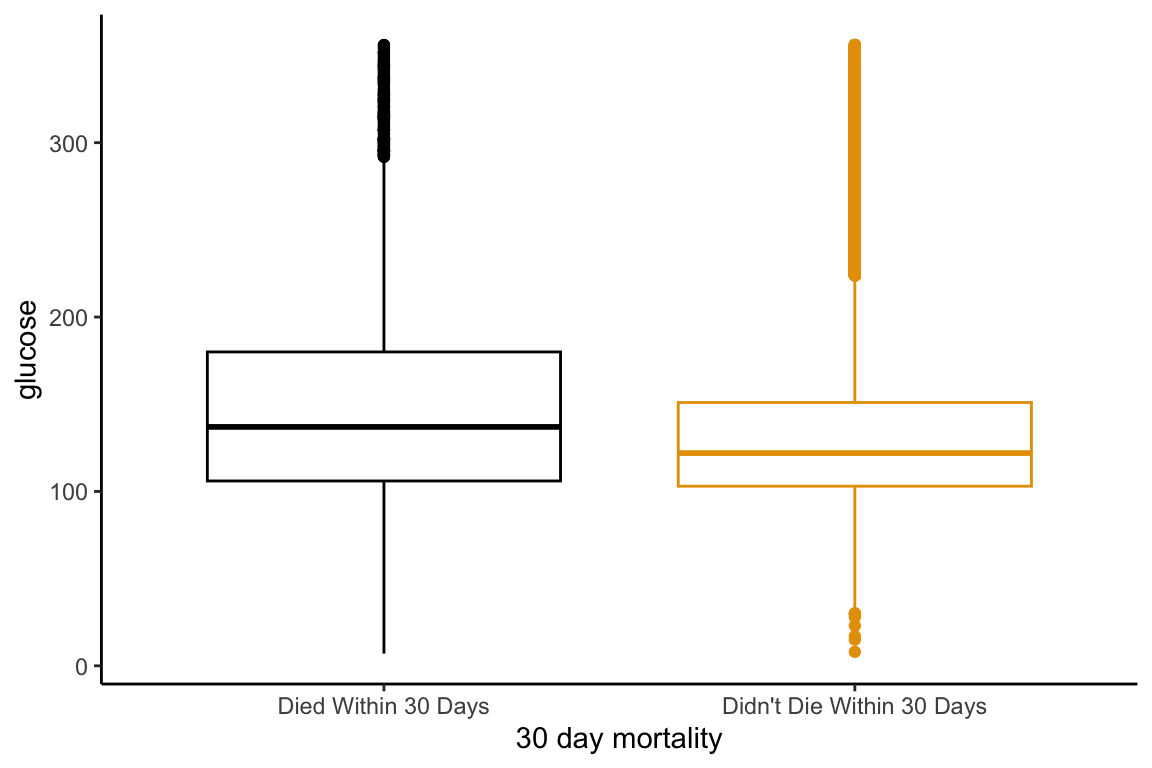 glucose
300
200
100
0
Died Within 30 Days
Didn't Die Within 30 Days
30 day mortality